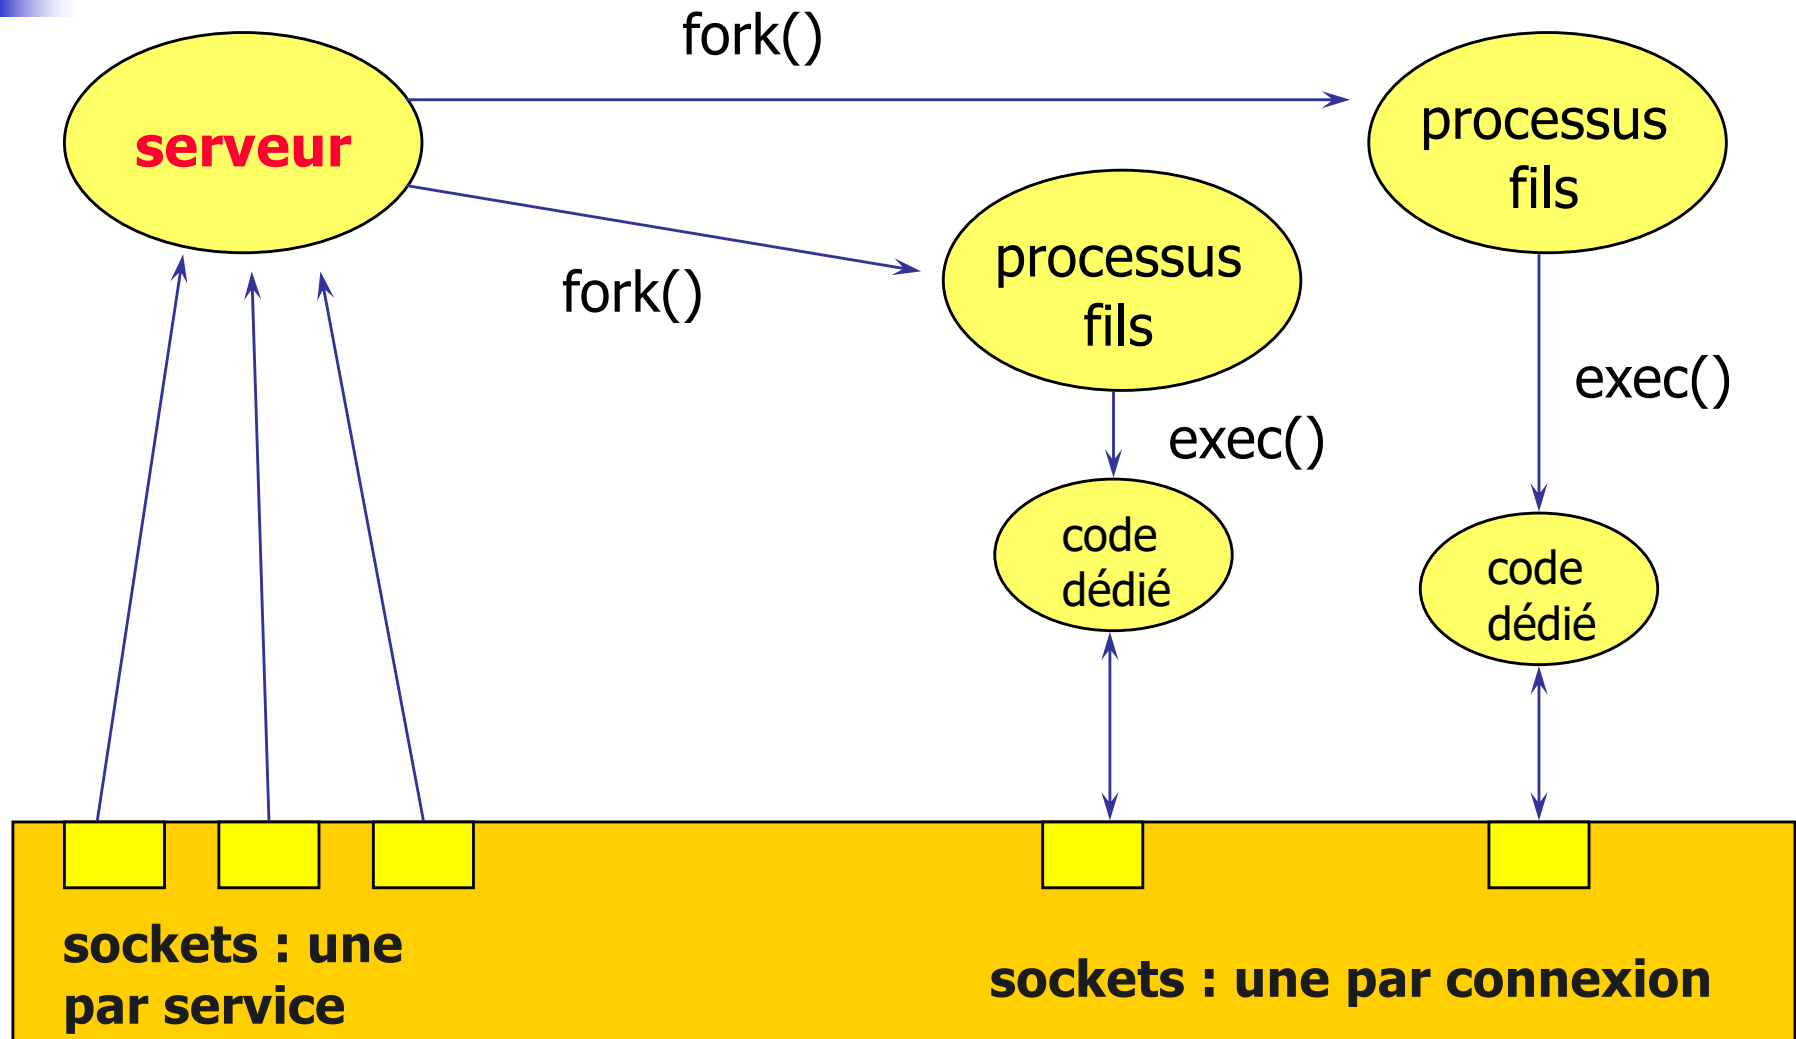 fork()
serveur
processus
fils
processus
fils
fork()
exec()
exec()
code
dédié
code
dédié
sockets : une
par service
sockets : une par connexion